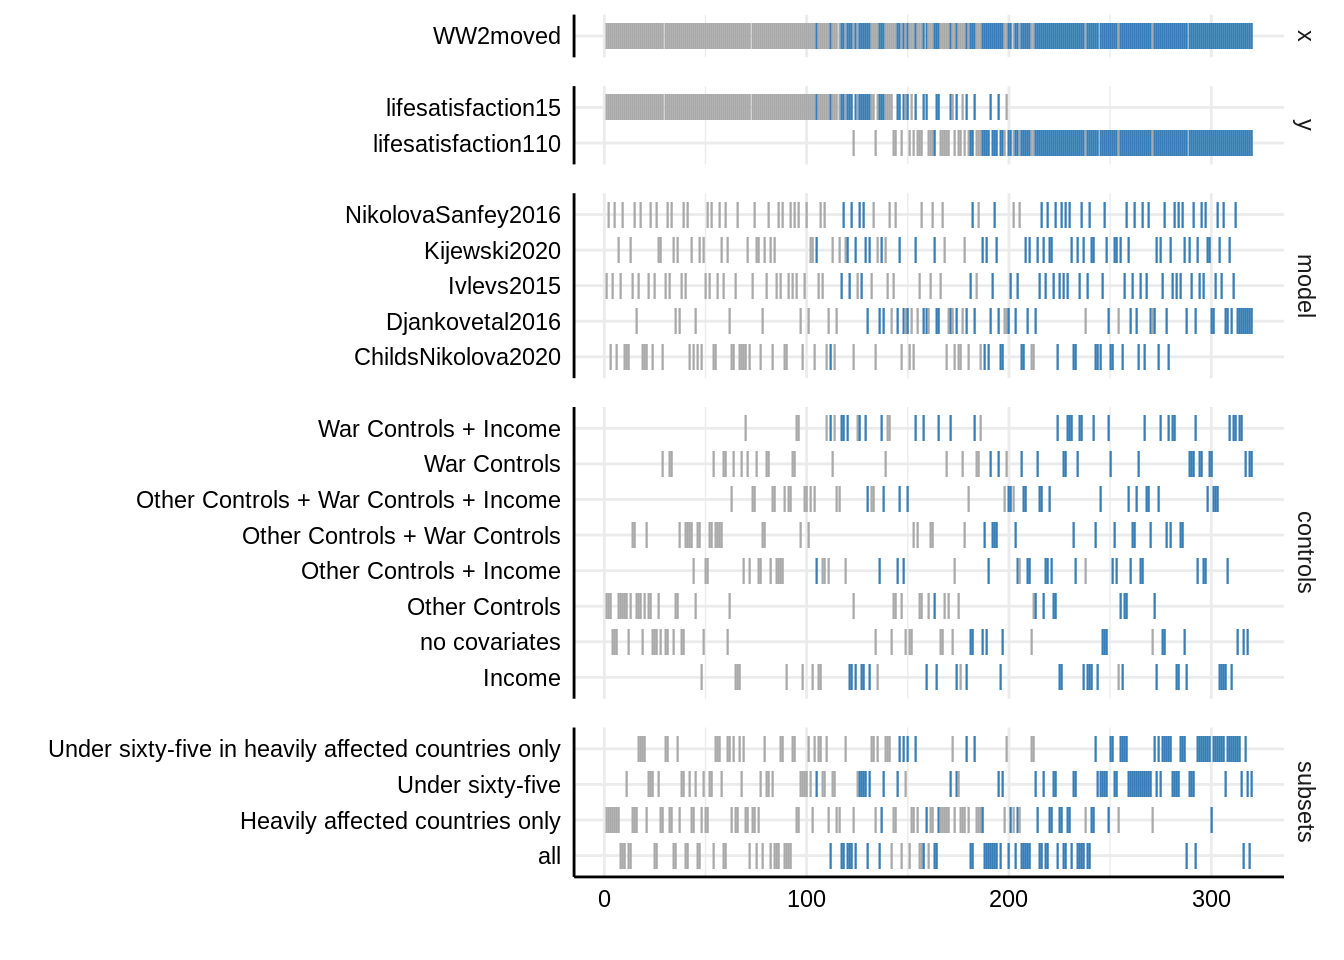 WW2moved
x
lifesatisfaction15
lifesatisfaction110
y
NikolovaSanfey2016
Kijewski2020
Ivlevs2015
Djankovetal2016
ChildsNikolova2020
model
War Controls + Income
War Controls
Other Controls + War Controls + Income
Other Controls + War Controls
Other Controls + Income
Other Controls
no covariates
Income
controls
Under sixty-five in heavily affected countries only
Under sixty-five
Heavily affected countries only
all
subsets
0 100 200 300